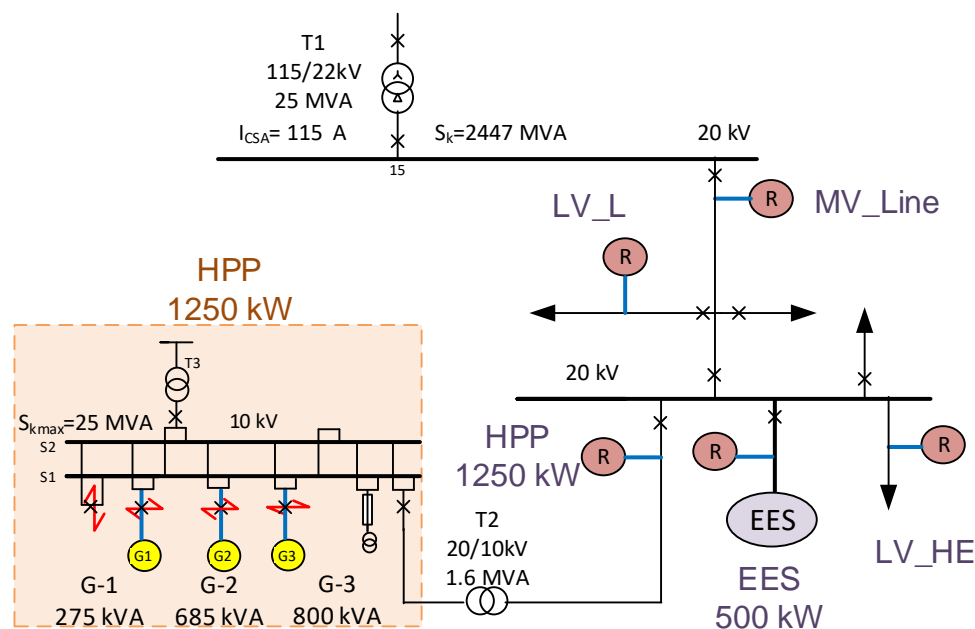 T1
115/22kV
25 MVA
I_CSA= 115 A
S_k=2447 MVA
20 kV
15
LV_L
R
MV_Line
R
HPP
1250 kW
T3
S_kmax=25 MVA
10 kV
S2
S1
G1
G2
G3
G-1
275 kVA
G-2
685 kVA
G-3
800 kVA
20 kV
HPP
1250 kW
R
R
R
T2
20/10kV
1.6 MVA
EES
EES
500 kW
LV_HE